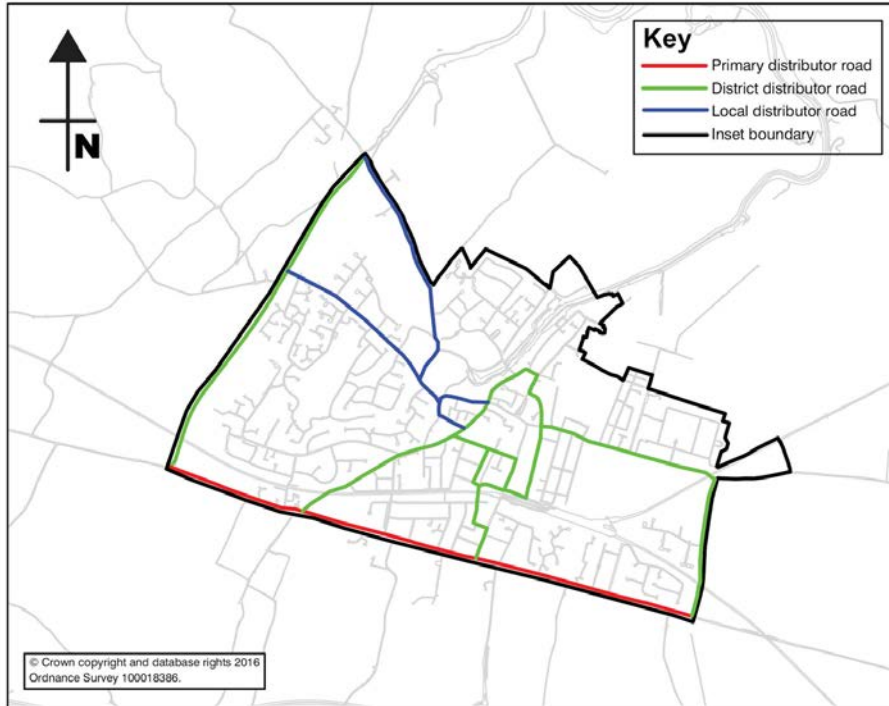 N
Key
Primary distributor road
District distributor road
Local distributor road
Inset boundary
© Crown copyright and database rights 2016
Ordnance Survey 100018386.